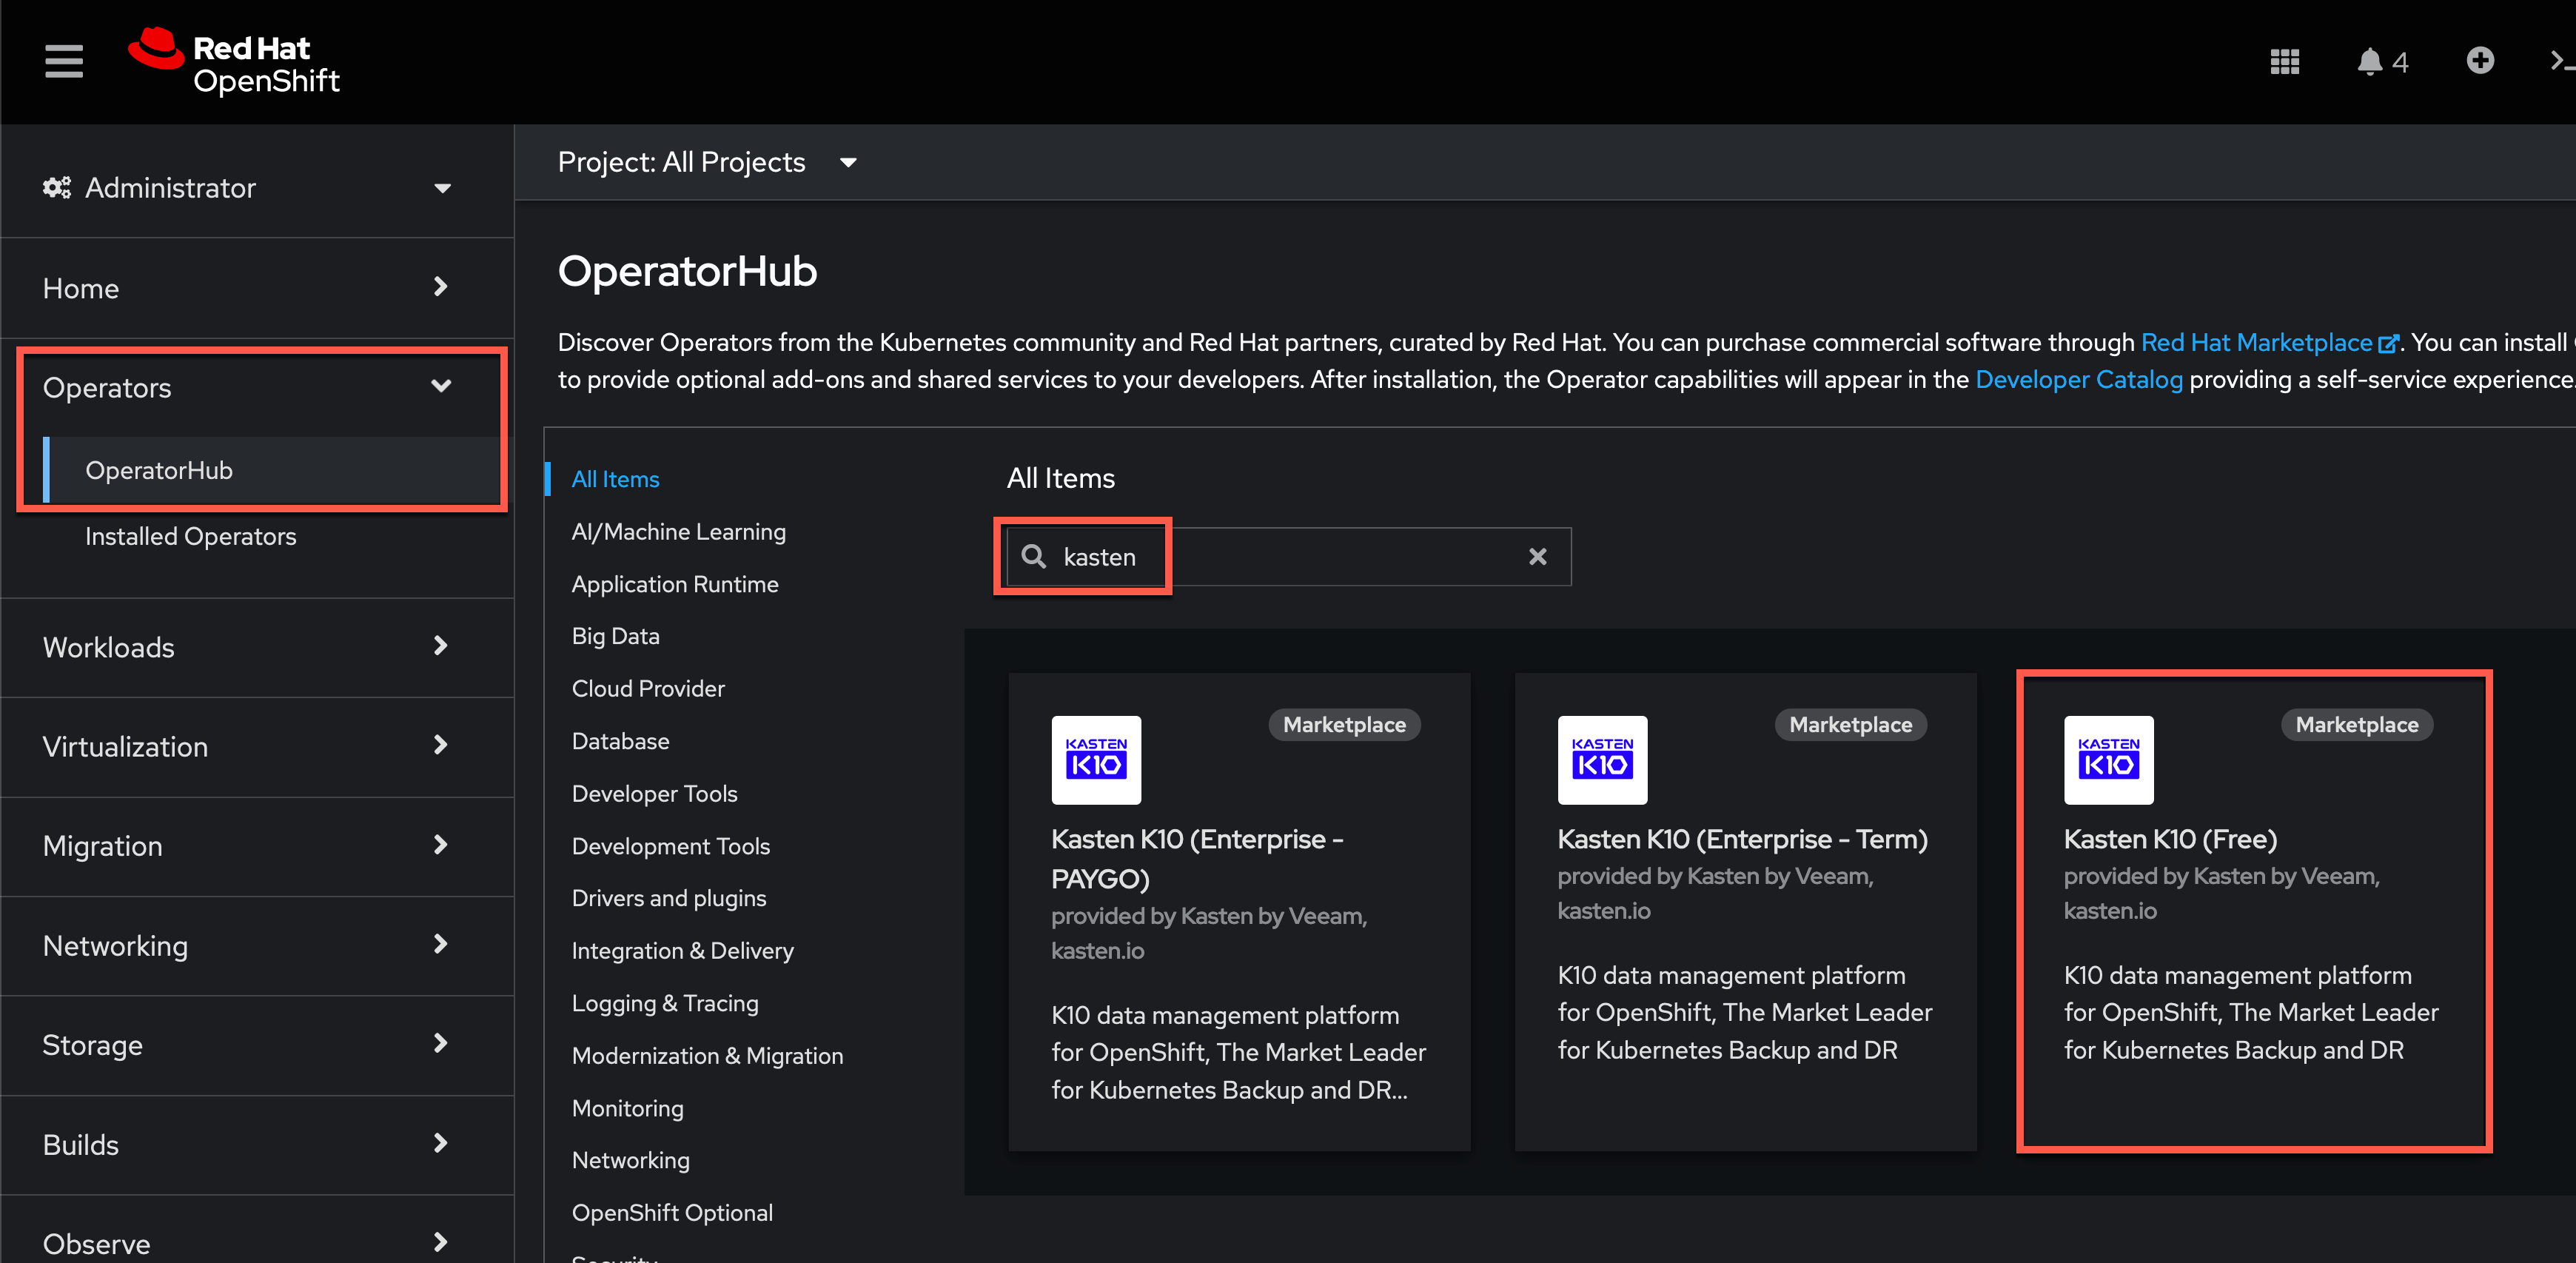 Red Hat
OpenShift
4
Administrator
Home
Operators
OperatorHub
Installed Operators
Workloads
Virtualization
Migration
Networking
Storage
Builds
Observe
Project: All Projects
OperatorHub
Discover Operators from the Kubernetes community and Red Hat partners, curated by Red Hat. You can purchase commercial software through Red Hat Marketplace. You can install
to provide optional add-ons and shared services to your developers. After installation, the Operator capabilities will appear in the Developer Catalog providing a self-service experience.
All Items
AI/Machine Learning
Application Runtime
Big Data
Cloud Provider
Database
Developer Tools
Development Tools
Drivers and plugins
Integration & Delivery
Logging & Tracing
Modernization & Migration
Monitoring
Networking
OpenShift Optional
Security
All Items
kasten
KASTEN
K10
Marketplace
Kasten K10 (Enterprise -
PAYGO)
provided by Kasten by Veeam,
kasten.io
K10 data management platform
for OpenShift, The Market Leader
for Kubernetes Backup and DR...
KASTEN
K10
Marketplace
Kasten K10 (Enterprise - Term)
provided by Kasten by Veeam,
kasten.io
K10 data management platform
for OpenShift, The Market Leader
for Kubernetes Backup and DR
KASTEN
K10
Marketplace
Kasten K10 (Free)
provided by Kasten by Veeam,
kasten.io
K10 data management platform
for OpenShift, The Market Leader
for Kubernetes Backup and DR